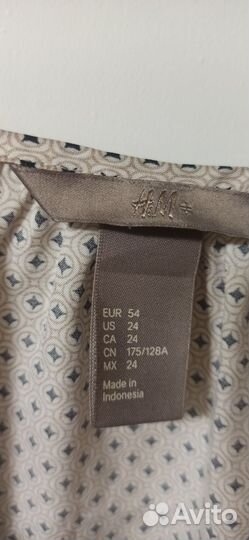 H&M+
EUR 54
US 24
CA 24
CN 175/128A
MX 24
Made in
Indonesia
Avito